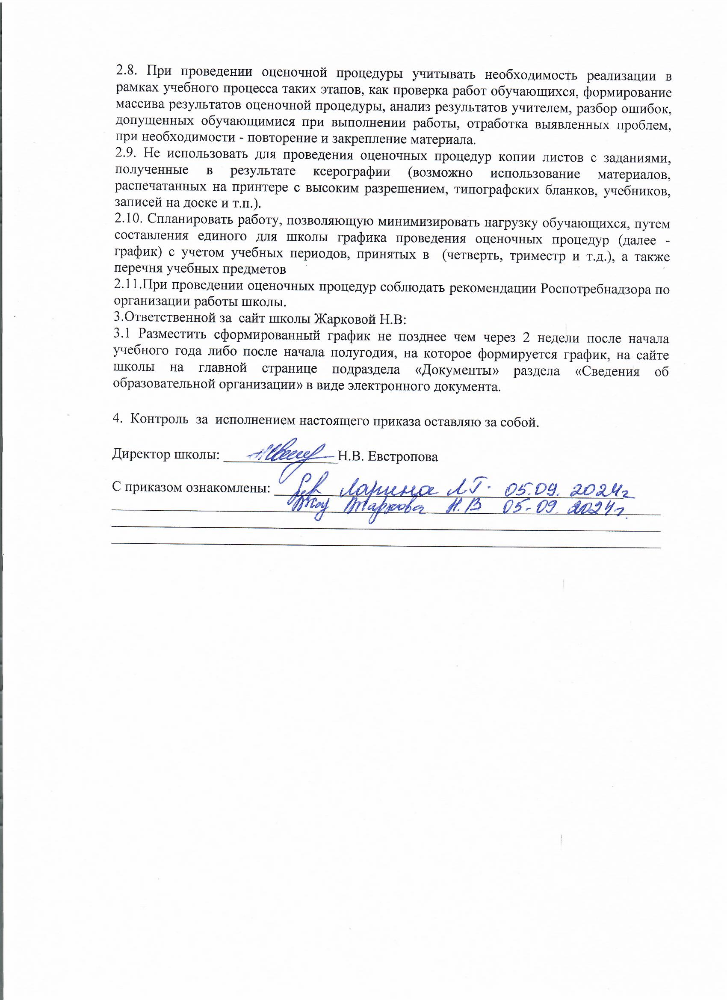 2.8. При проведении оценочной процедуры учитывать необходимость реализации в
рамках учебного процесса таких этапов, как проверка работ обучающихся, формирование
массива результатов оценочной процедуры, анализ результатов учителем, разбор ошибок,
допущенных обучающимися при выполнении работы, отработка выявленных проблем,
при необходимости - повторение и закрепление материала.
2.9. Не использовать для проведения оценочных процедур копии листов с заданиями,
полученные в результате ксерографии (возможно использование материалов,
распечатанных на принтере с высоким разрешением, типографских бланков, учебников,
записей на доске и т.п.).
2.10. Спланировать работу, позволяющую минимизировать нагрузку обучающихся, путем
составления единого для школы графика проведения оценочных процедур (далее -
график) с учетом учебных периодов, принятых в (четверть, триместр и т.д.), а также
перечня учебных предметов
2.11.При проведении оценочных процедур соблюдать рекомендации Роспотребнадзора по
организации работы школы.
3.Ответственной за сайт школы Жарковой Н.В:
3.1 Разместить сформированный график не позднее чем через 2 недели после начала
учебного года либо после начала полугодия, на которое формируется график, на сайте
школы на главной странице подраздела «Документы» раздела «Сведения об
образовательной организации» в виде электронного документа.
4. Контроль за исполнением настоящего приказа оставляю за собой.
Директор школы: Н.В. Евстропова
С приказом ознакомлены: Ларина Л.Г. 05.09. 2024г
Жаркова Н.В 05-09. 2024г.